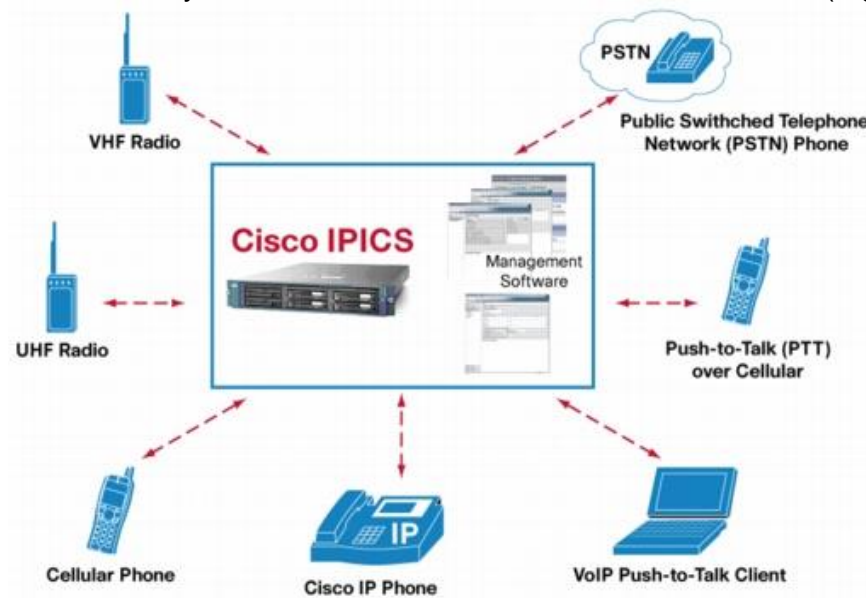 PSTN
Public Swithched Telephone
Network (PSTN) Phone
VHF Radio
Cisco IPICS
Management
Software
UHF Radio
Push-to-Talk (PTT)
over Cellular
Cellular Phone
IP
Cisco IP Phone
VoIP Push-to-Talk Client